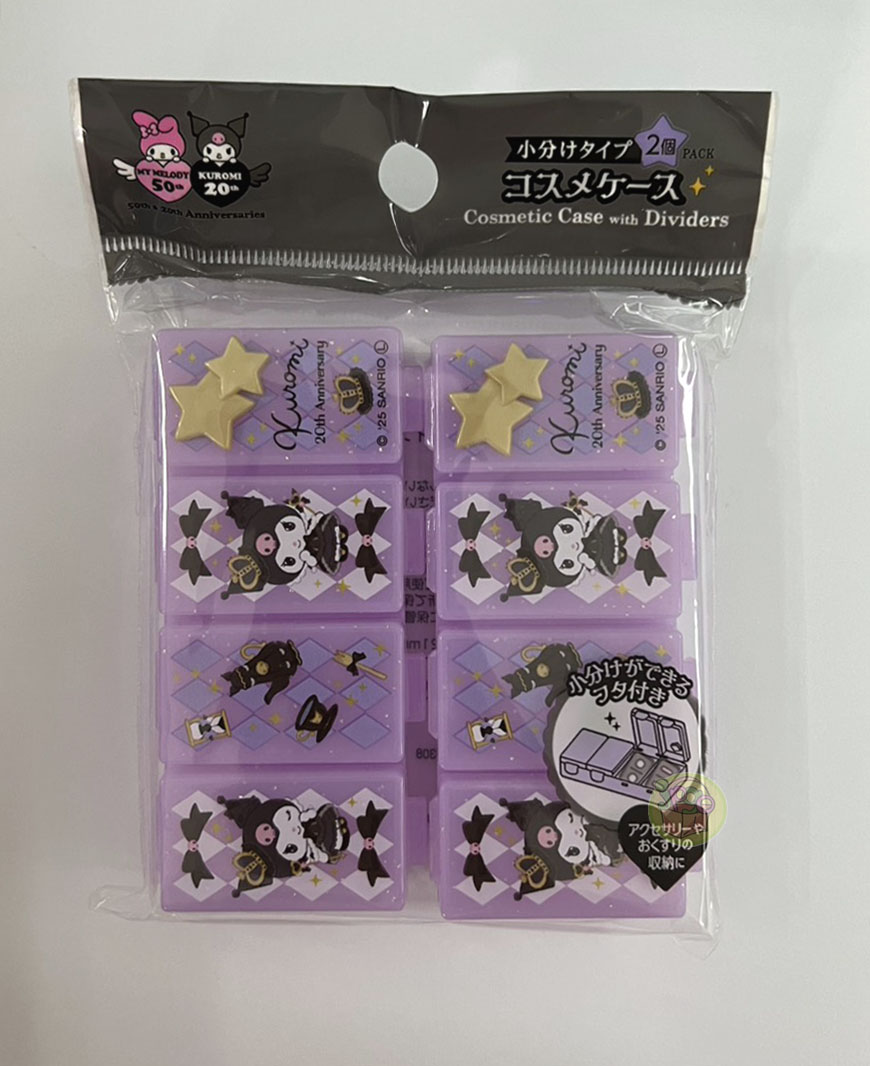 MY MELODY
50th
KUROMI
20th
50th & 20th Anniversaries
小分けタイプ 2個 PACK
コスメケース
Cosmetic Case with Dividers
Kuromi
20th Anniversary
© '25 SANRIO Ⓛ
Kuromi
20th Anniversary
© '25 SANRIO Ⓛ
小分けができる
フタ付き
アクセサリーや
おくすりの
収納に